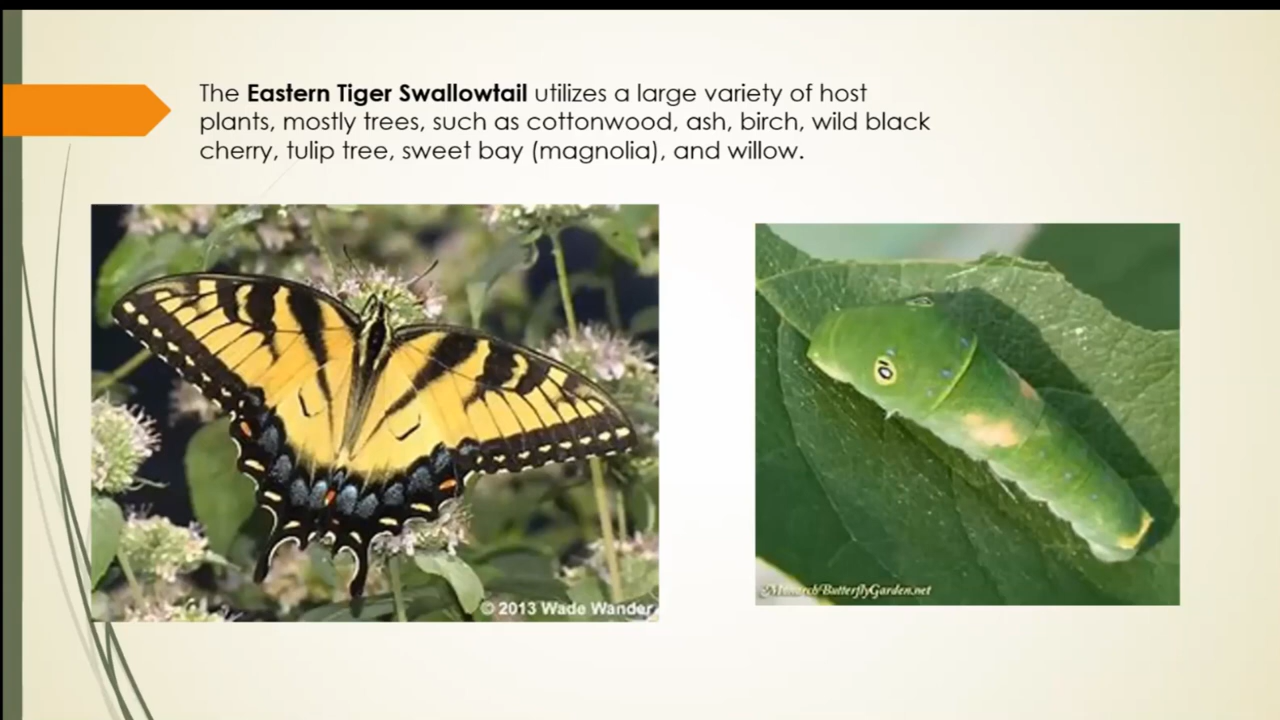 The Eastern Tiger Swallowtail utilizes a large variety of host
plants, mostly trees, such as cottonwood, ash, birch, wild black
cherry, tulip tree, sweet bay (magnolia), and willow.
© 2013 Wade Wander
MonarchButterflyGarden.net